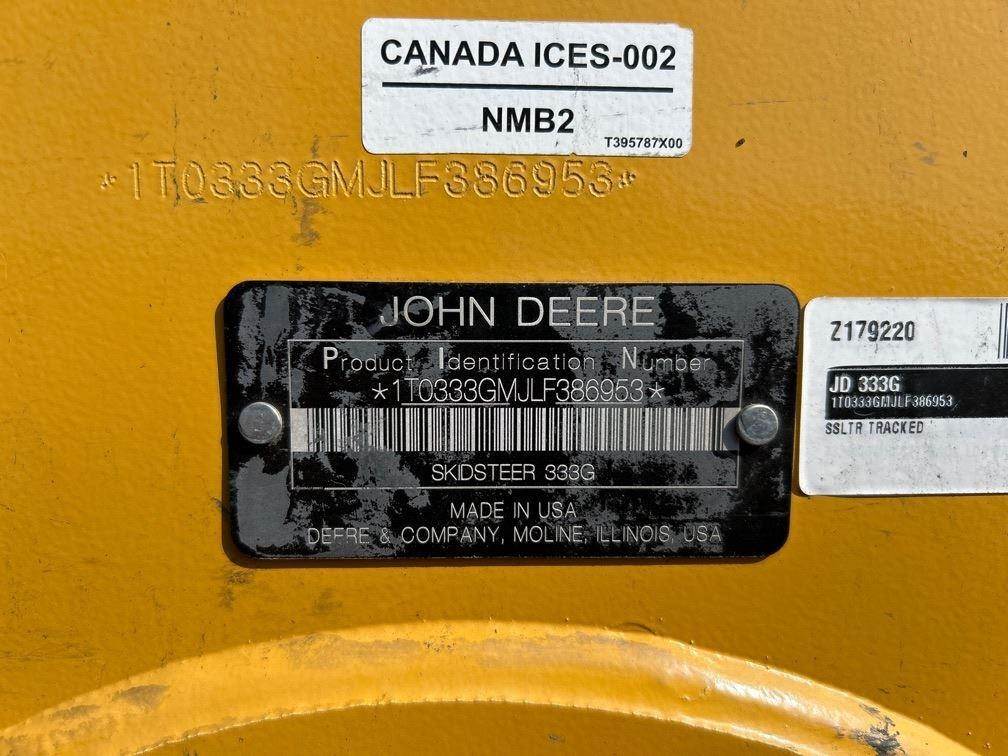 CANADA ICES-002
NMB2
T395787X00
*1T0333GMJLF386953*
JOHN DEERE
Product Identification Number
*1T0333GMJLF386953*
SKIDSTEER 333G
MADE IN USA
DEERE & COMPANY, MOLINE, ILLINOIS, USA
Z179220
JD 333G
1T0333GMJLF386953
SSLTR TRACKED